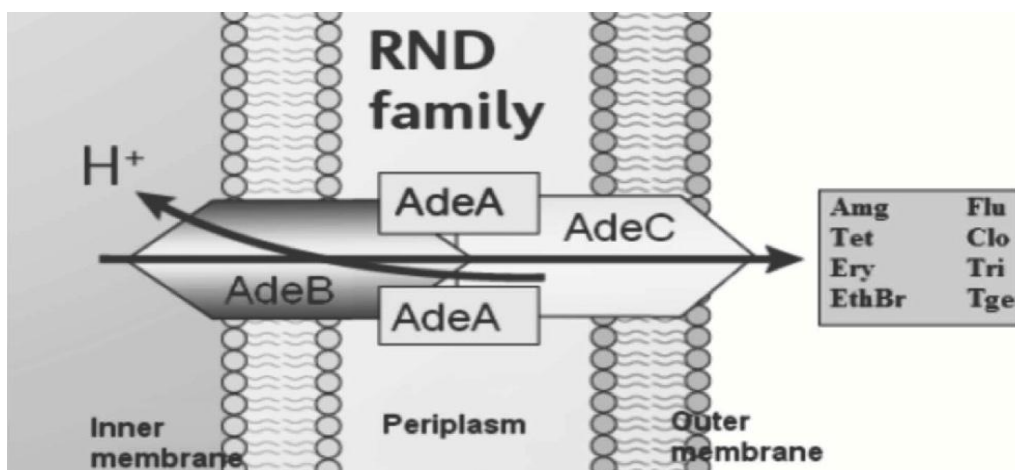 RND
family
H+
AdeA
AdeC
AdeB
AdeA
Amg Flu
Tet Clo
Ery Tri
EthBr Tge
Inner
membrane
Periplasm
Outer
membrane